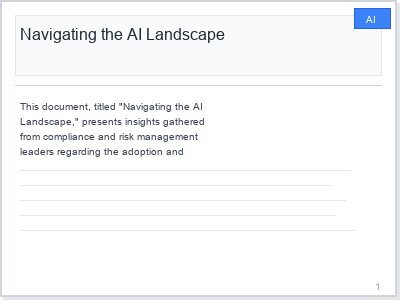 AI
Navigating the AI Landscape
This document, titled "Navigating the AI
Landscape," presents insights gathered
from compliance and risk management
leaders regarding the adoption and
1